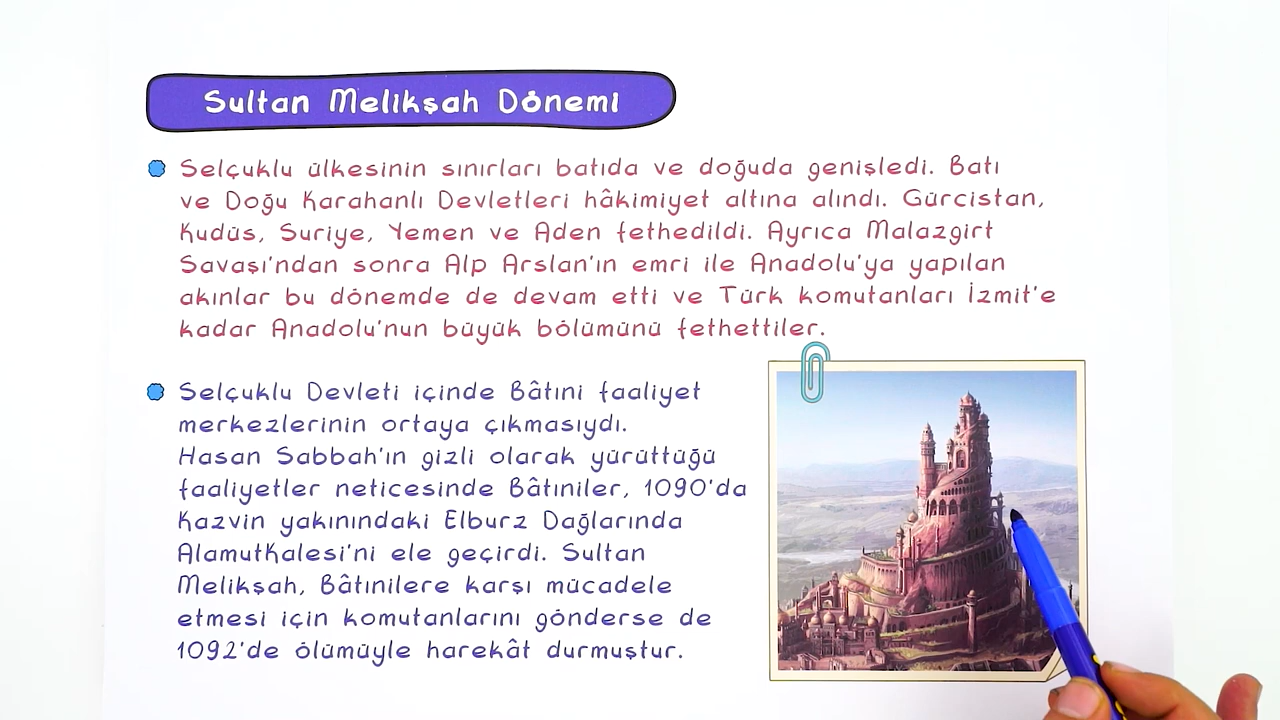 Sultan Melikşah Dönemi
Selçuklu ülkesinin sınırları batıda ve doğuda genişledi. Batı
ve Doğu Karahanlı Devletleri hâkimiyet altına alındı. Gürcistan,
Kudüs, Suriye, Yemen ve Aden fethedildi. Ayrıca Malazgirt
Savaşı'ndan sonra Alp Arslan'ın emri ile Anadolu'ya yapılan
akınlar bu dönemde de devam etti ve Türk komutanları İzmit'e
kadar Anadolu'nun büyük bölümünü fethettiler.
Selçuklu Devleti içinde Bâtıni faaliyet
merkezlerinin ortaya çıkmasıydı.
Hasan Sabbah'ın gizli olarak yürüttüğü
faaliyetler neticesinde Bâtıniler, 1090'da
Kazvin yakınındaki Elburz Dağlarında
AlamutKalesi'ni ele geçirdi. Sultan
Melikşah, Bâtınilere karşı mücadele
etmesi için komutanlarını gönderse de
1092'de ölümüyle harekât durmuştur.